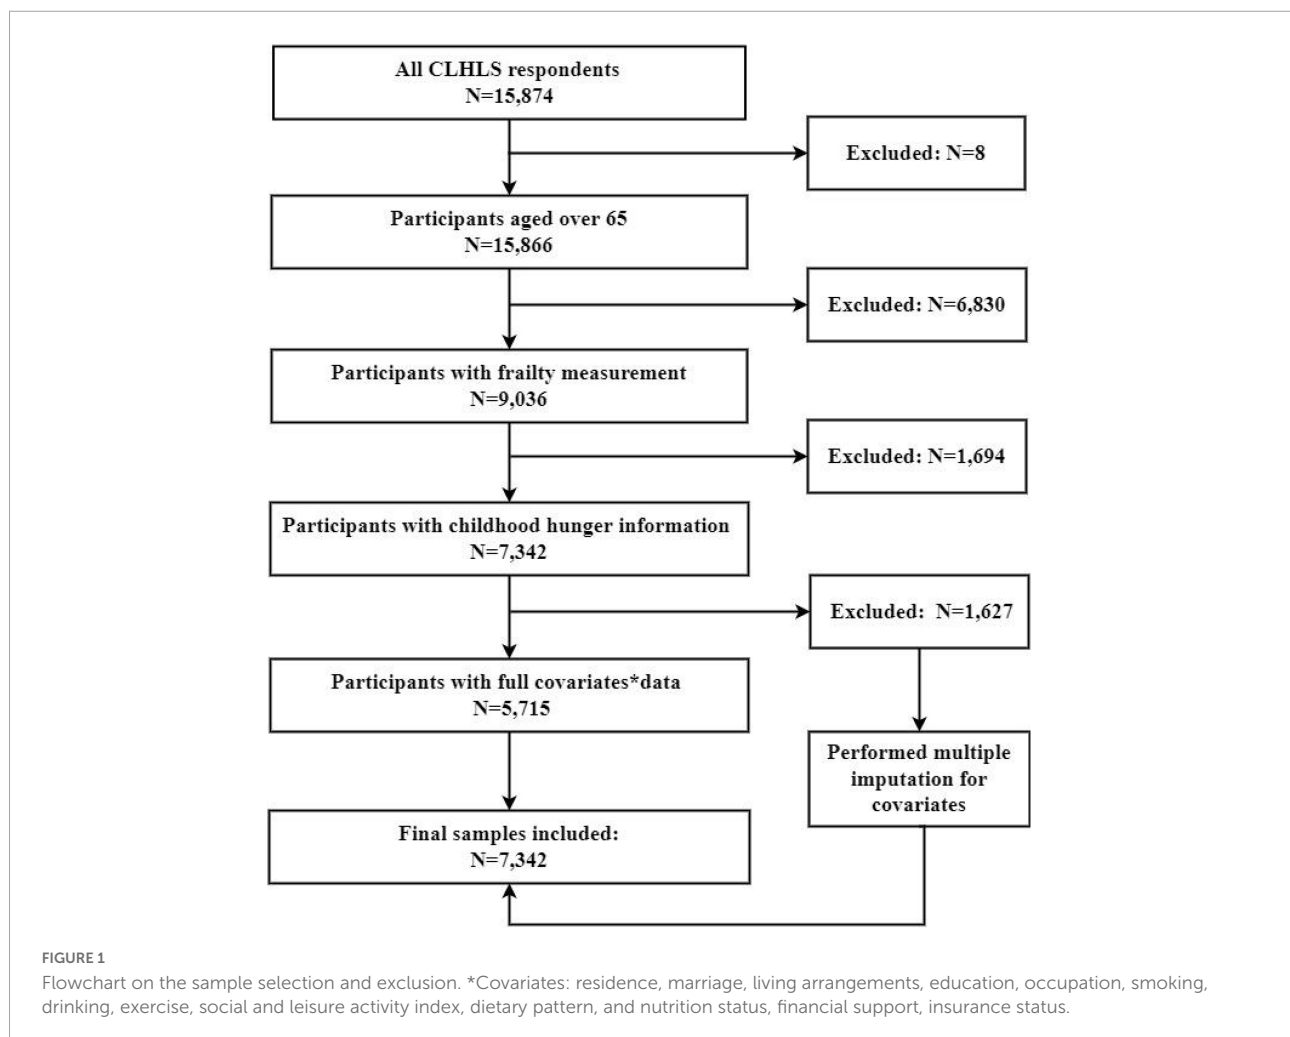 All CLHLS respondents
N=15,874
Excluded: N=8
Participants aged over 65
N=15,866
Excluded: N=6,830
Participants with frailty measurement
N=9,036
Excluded: N=1,694
Participants with childhood hunger information
N=7,342
Excluded:  N=1,627
Participants with full covariates*data
N=5,715
Performed multiple
imputation for
covariates
Final samples included:
N=7,342
FIGURE 1
Flowchart on the sample selection and exclusion. *Covariates: residence, marriage, living arrangements, education, occupation, smoking,
drinking, exercise, social and leisure activity index, dietary pattern, and nutrition status, financial support, insurance status.